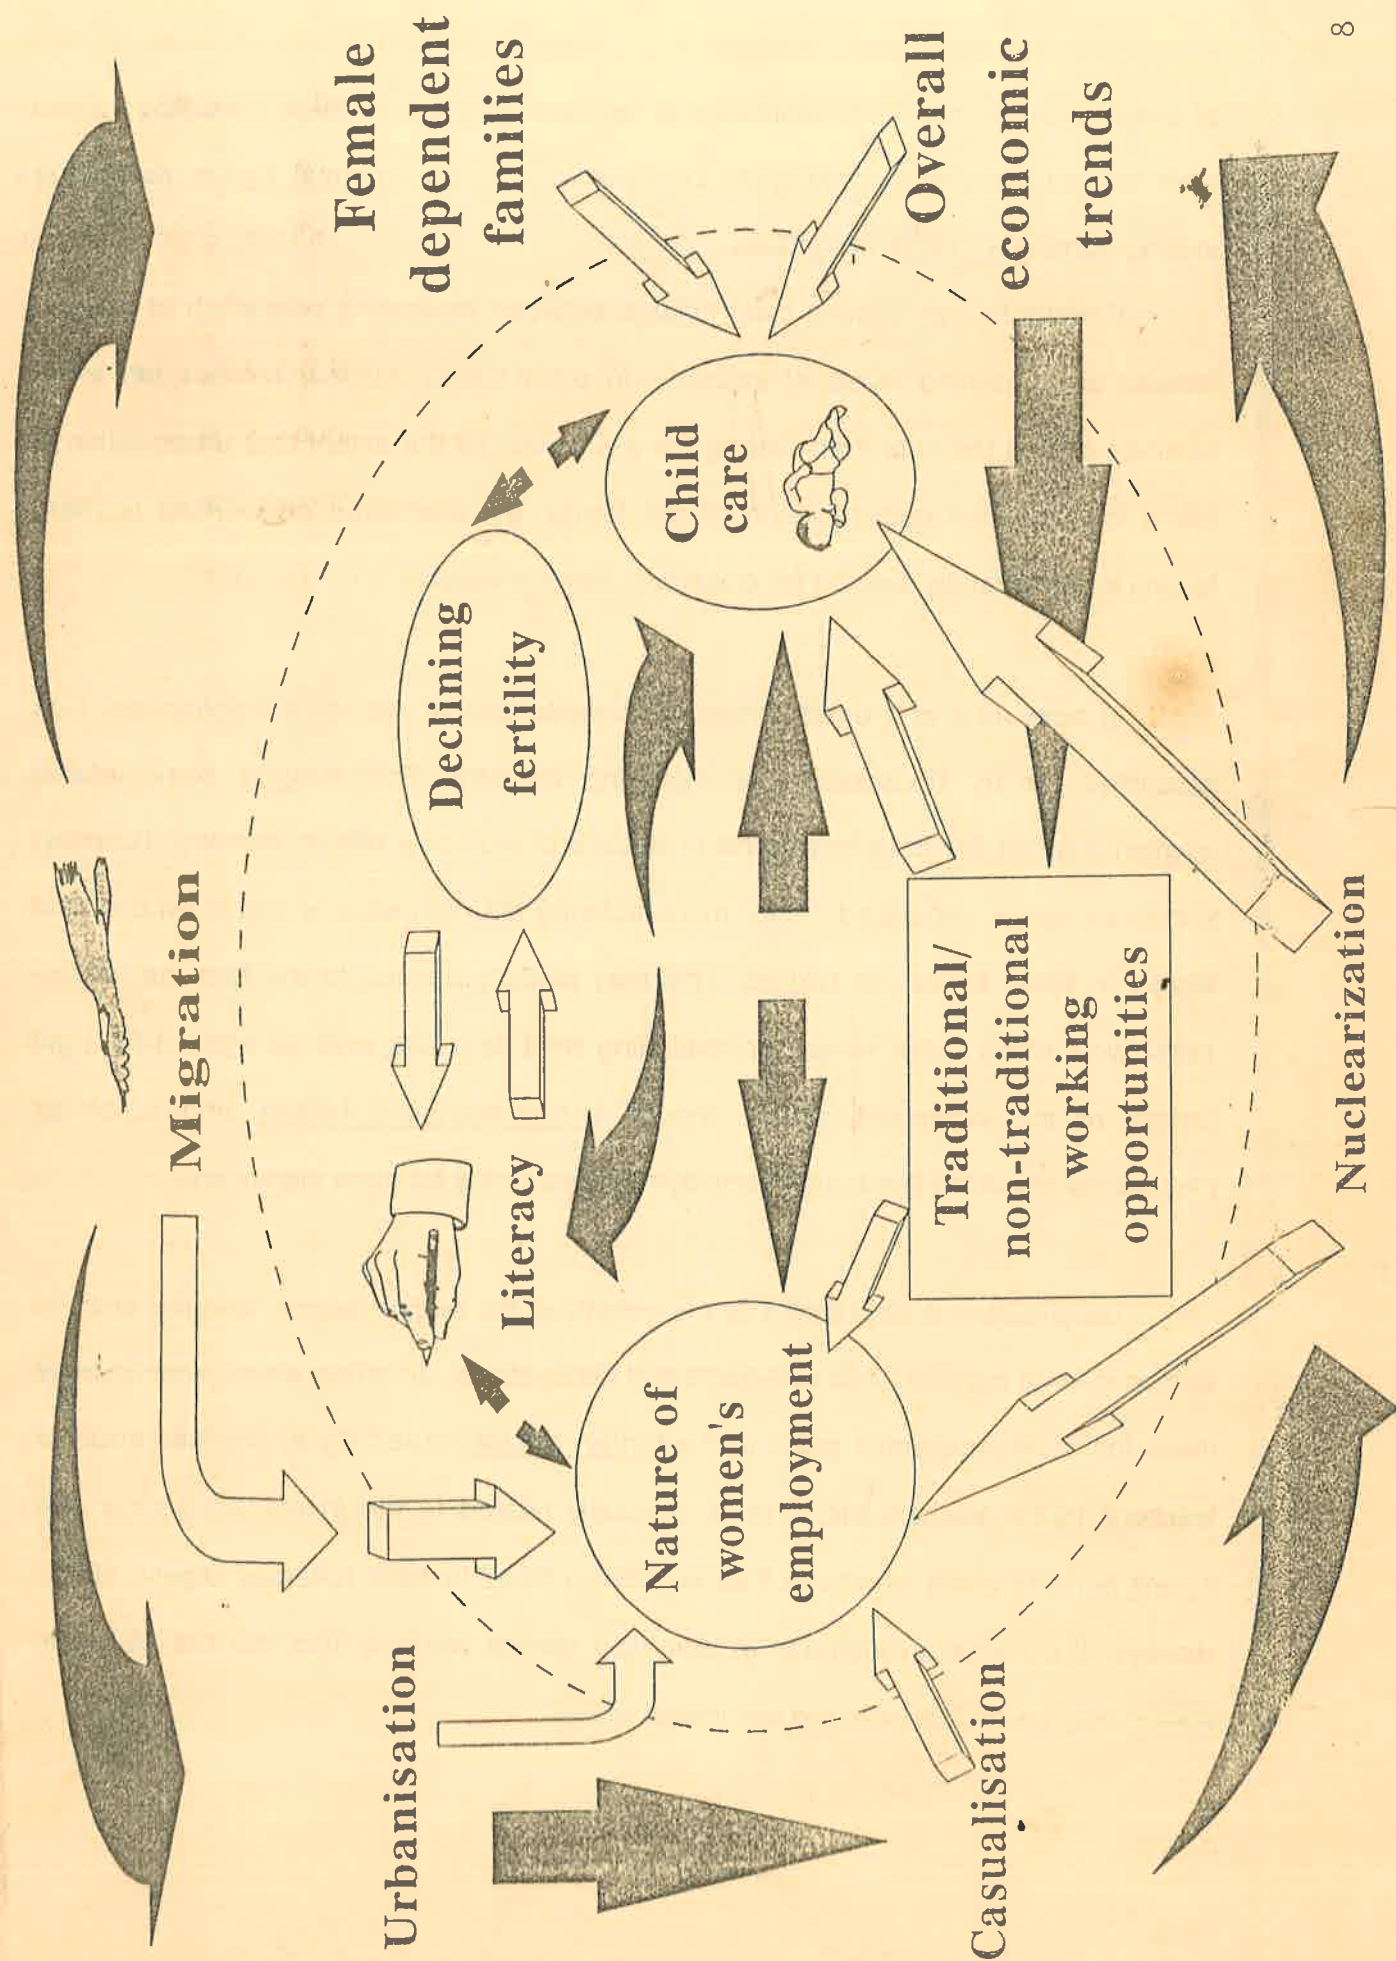 Migration
Urbanisation
Female
dependent
families
Declining
fertility
Literacy
Child
care
Nature of
women's
employment
Traditional/
non-traditional
working
opportunities
Overall
economic
trends
Casualisation
Nuclearization
8